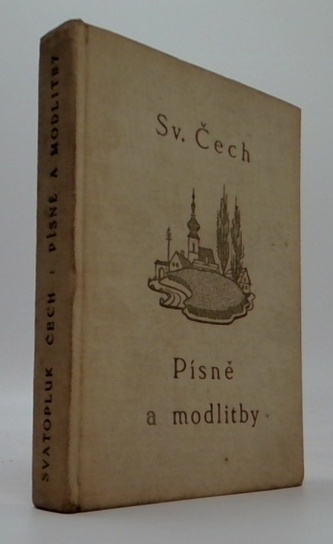 SVATOPLUK ČECH : PÍSNĚ A MODLITBY
Sv. Čech
Písně
a modlitby